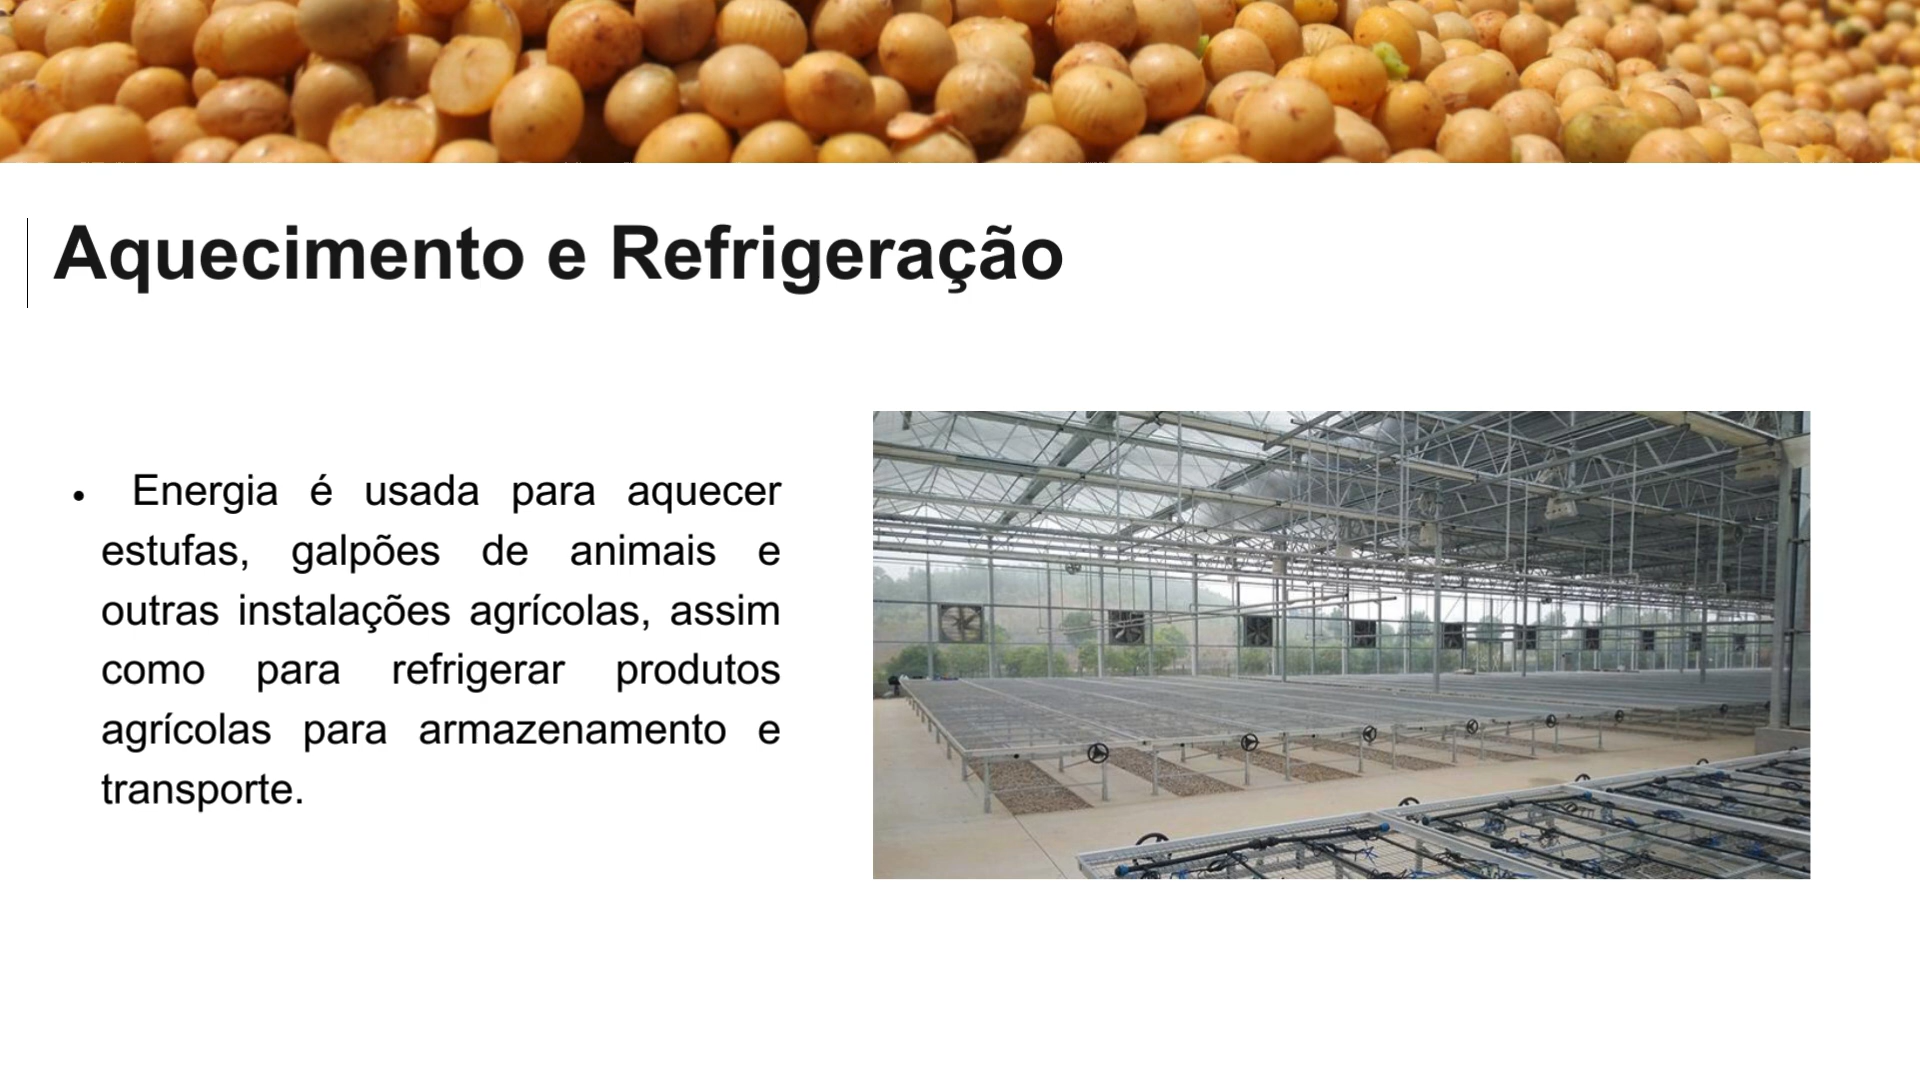 Aquecimento e Refrigeração
• Energia é usada para aquecer
estufas, galpões de animais e
outras instalações agrícolas, assim
como para refrigerar produtos
agrícolas para armazenamento e
transporte.